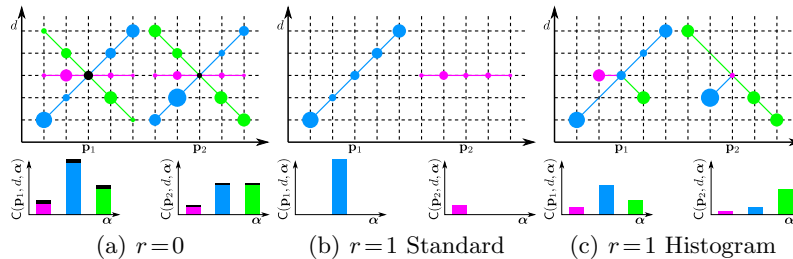 d
p₁ p₂
p₁ p₂
p₁ p₂
C(p₁, d, α) α
C(p₂, d, α) α
C(p₁, d, α) α
C(p₂, d, α) α
C(p₁, d, α) α
C(p₂, d, α) α
(a) r=0
(b) r=1 Standard
(c) r=1 Histogram